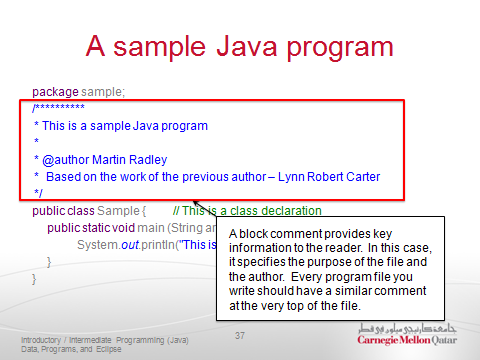 A sample Java program
package sample;
/**********
* This is a sample Java program
*
* @author Martin Radley
* Based on the work of the previous author – Lynn Robert Carter
*/
public class Sample { // This is a class declaration
public static void main (String ar
System.out.println("This is
}
}
A block comment provides key
information to the reader. In this case,
it specifies the purpose of the file and
the author. Every program file you
write should have a similar comment
at the very top of the file.
Introductory / Intermediate Programming (Java)
Data, Programs, and Eclipse
37
جامعة كارنيجي ميلون في قطر
Carnegie Mellon Qatar